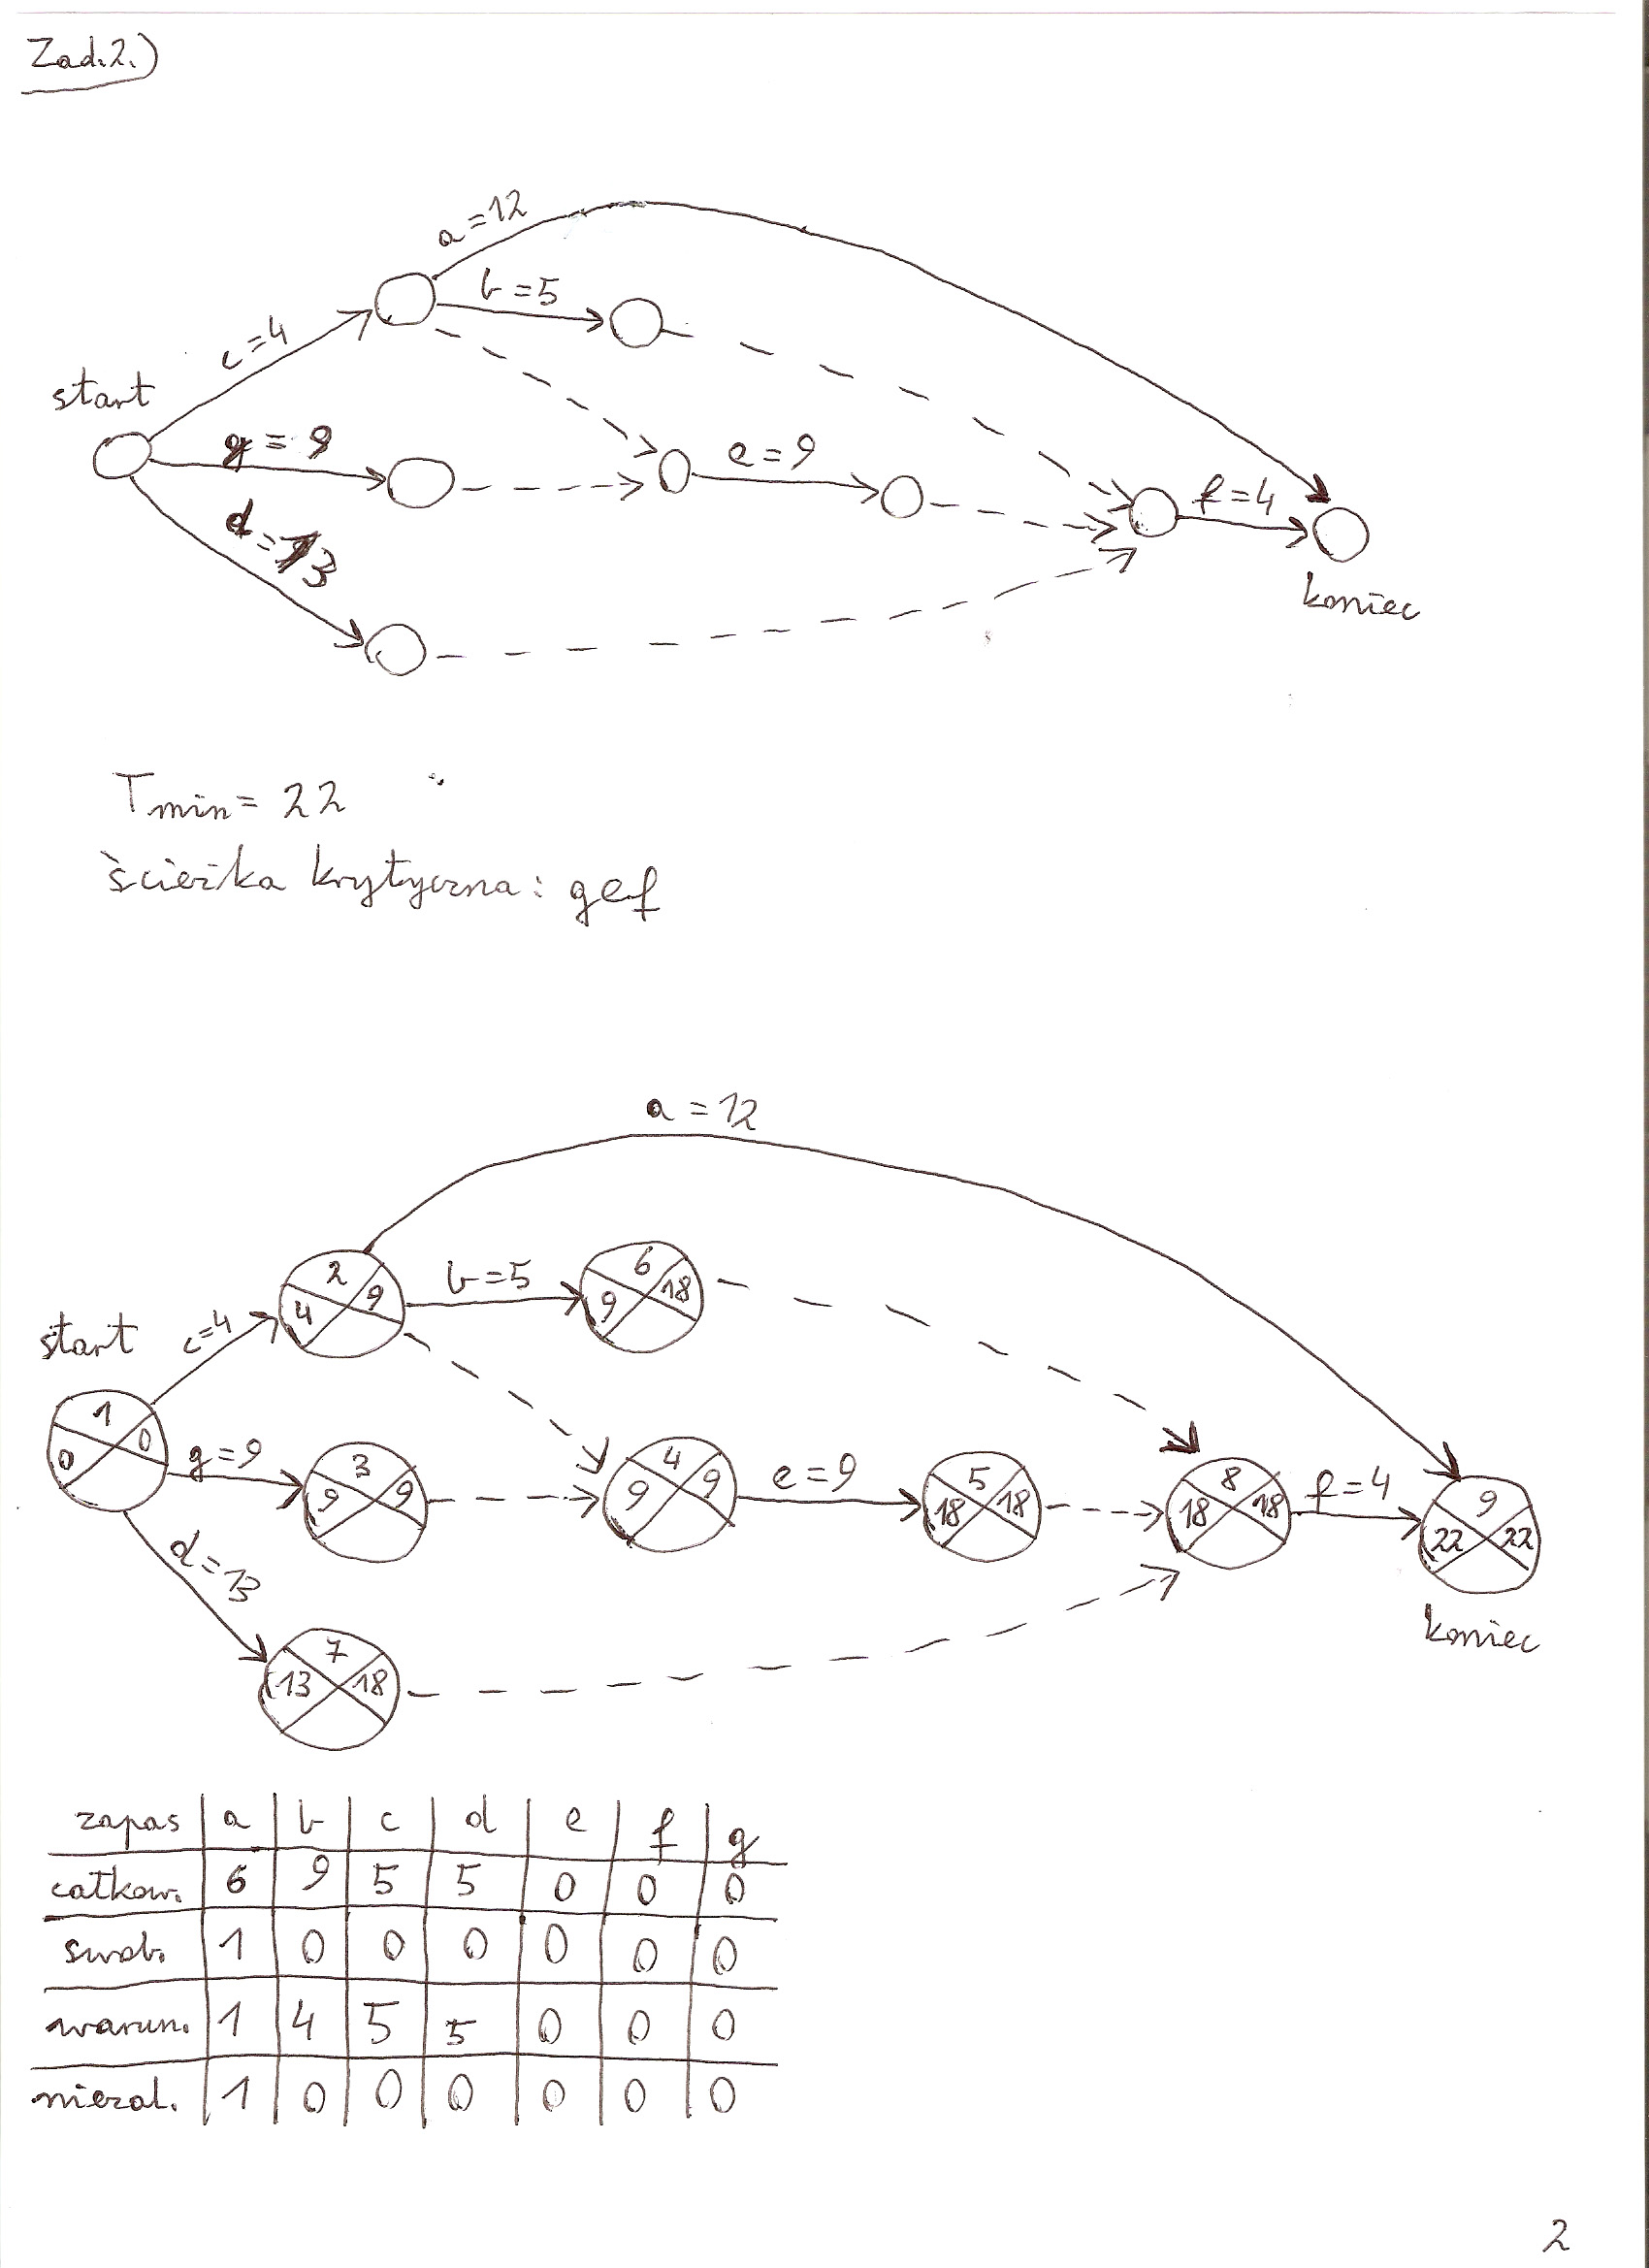 Zad.2.)
a=12
b=5
c=4
start
g=9
e=9
d=13
f=4
koniec
Tmin=22
ścieżka krytyczna: gef
a=12
2
4 9
b=5
6
9 18
start
c=4
1
0 0
g=9
3
9 9
4
9 9
e=9
5
18 18
8
18 18
f=4
9
22 22
koniec
d=13
7
13 18
zapas a b c d e f g
całkow. 6 9 5 5 0 0 0
swob. 1 0 0 0 0 0 0
warun. 1 4 5 5 0 0 0
niezal. 1 0 0 0 0 0 0
2